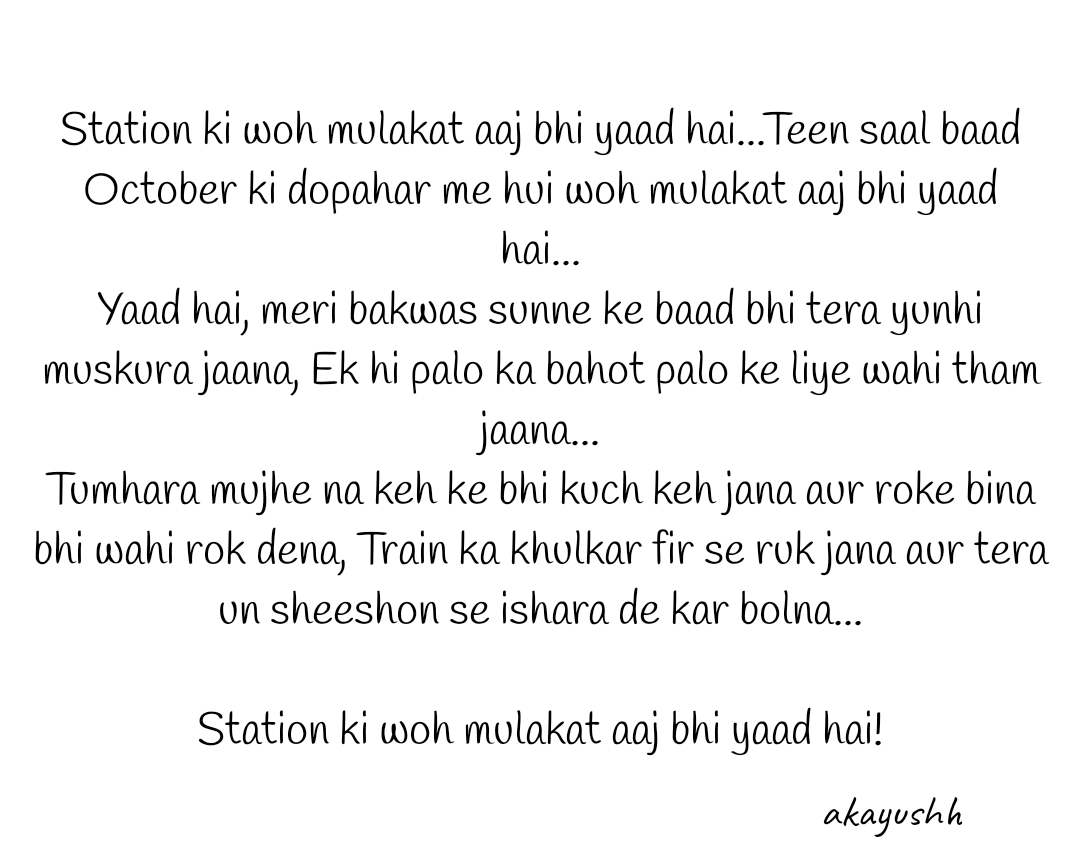 Station ki woh mulakat aaj bhi yaad hai...Teen saal baad
October ki dopahar me hui woh mulakat aaj bhi yaad
hai...
Yaad hai, meri bakwas sunne ke baad bhi tera yunhi
muskura jaana, Ek hi palo ka bahot palo ke liye wahi tham
jaana...
Tumhara mujhe na keh ke bhi kuch keh jana aur roke bina
bhi wahi rok dena, Train ka khulkar fir se ruk jana aur tera
un sheeshon se ishara de kar bolna...
Station ki woh mulakat aaj bhi yaad hai!
akayushh